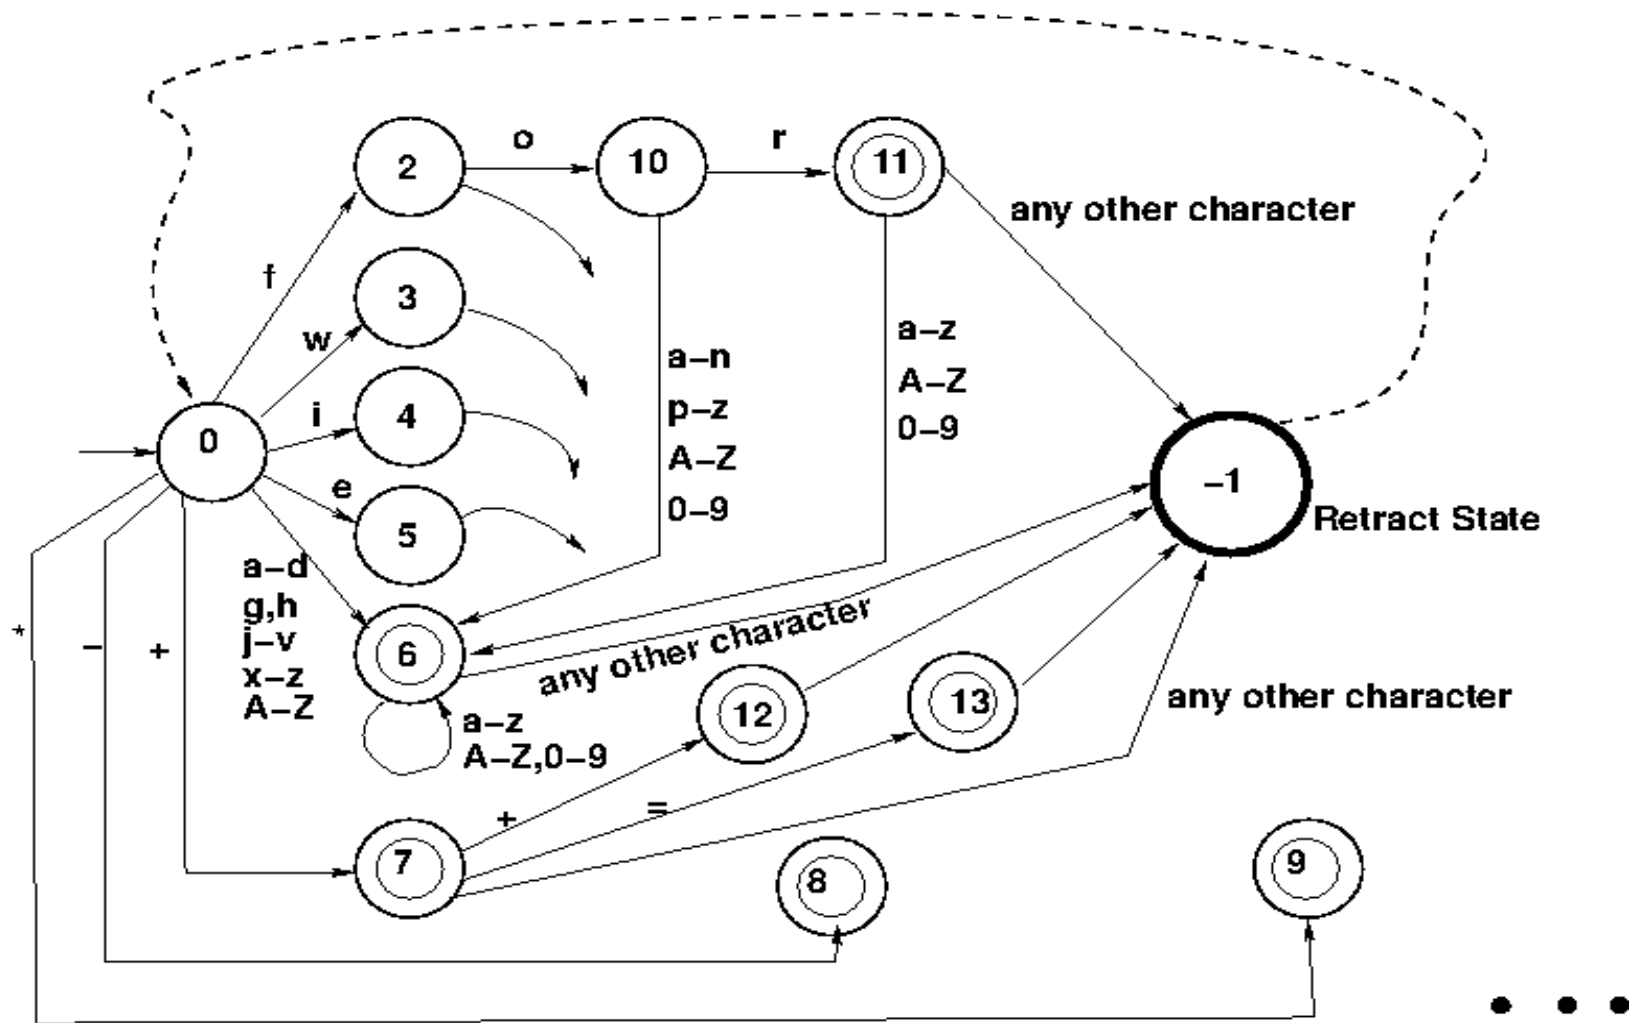 o
r
2
10
11
any other character
f
3
w
a–z
a–n
A–Z
p–z
0–9
i
4
0
A–Z
0–9
e
5
–1
Retract State
a–d
g,h
j–v
x–z
A–Z
*
–
+
6
any other character
12
13
any other character
a–z
A–Z,0–9
+
=
7
8
9